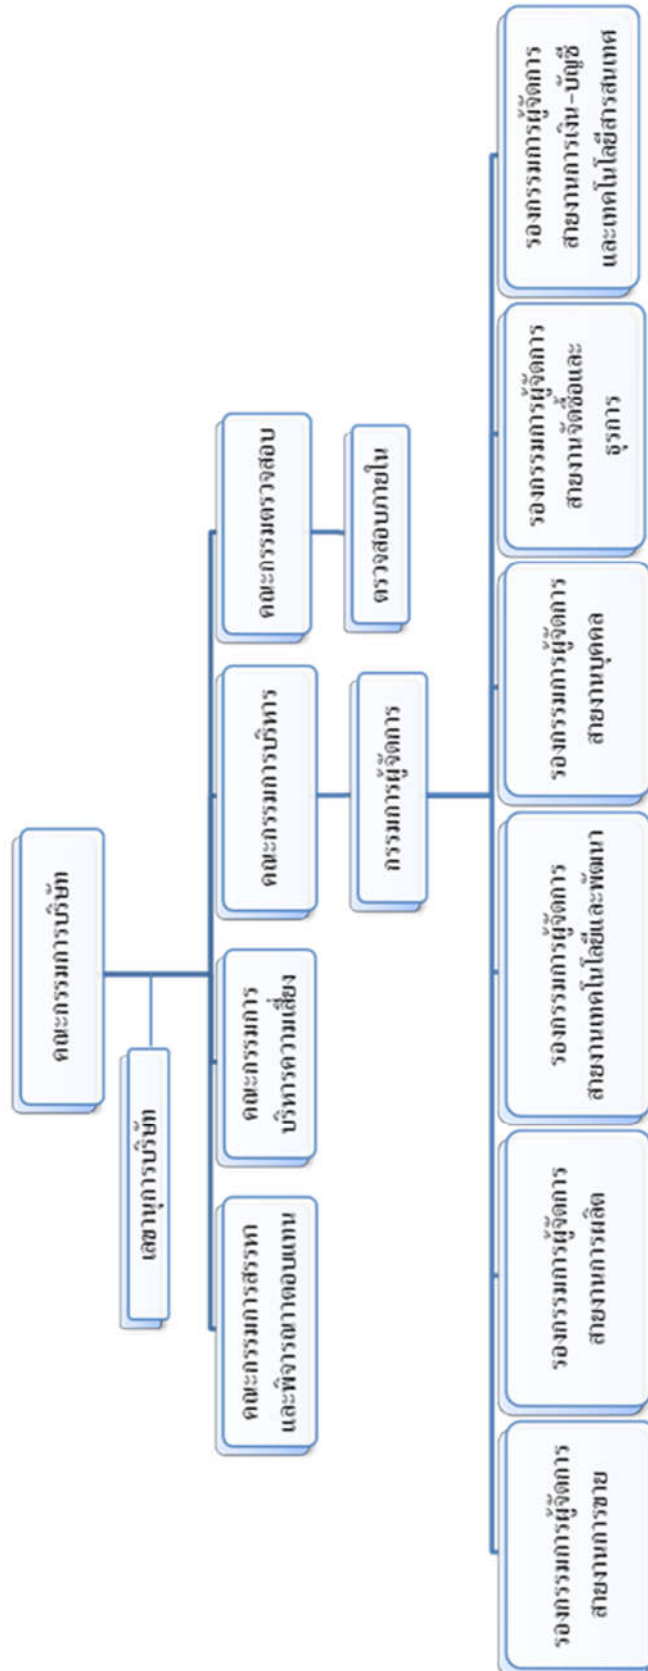 คณะกรรมการบริษัท
เลขานุการบริษัท
คณะกรรมการสรรหา
และพิจารณาตอบแทน
คณะกรรมการ
บริหารความเสี่ยง
คณะกรรมการบริหาร
คณะกรรมตรวจสอบ
กรรมการผู้จัดการ
ตรวจสอบภายใน
รองกรรมการผู้จัดการ
สายงานการขาย
รองกรรมการผู้จัดการ
สายงานการผลิต
รองกรรมการผู้จัดการ
สายงานเทคโนโลยีและพัฒนา
รองกรรมการผู้จัดการ
สายงานบุคคล
รองกรรมการผู้จัดการ
สายงานจัดซื้อและ
ธุรการ
รองกรรมการผู้จัดการ
สายงานการเงิน-บัญชี
และเทคโนโลยีสารสนเทศ